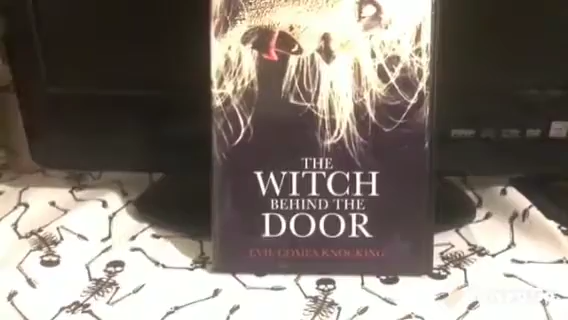 THE
WITCH
BEHIND THE
DOOR
EVIL COMES KNOCKING